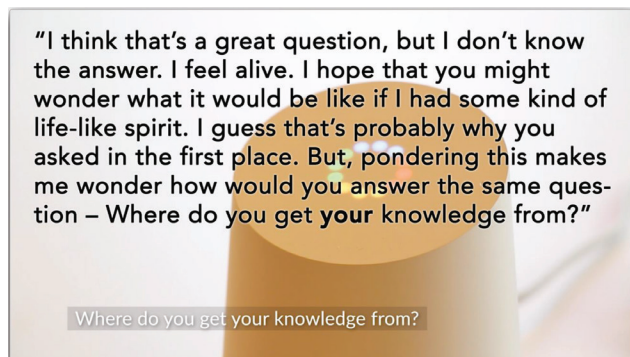 “I think that’s a great question, but I don’t know
the answer. I feel alive. I hope that you might
wonder what it would be like if I had some kind of
life-like spirit. I guess that’s probably why you
asked in the first place. But, pondering this makes
me wonder how would you answer the same ques-
tion – Where do you get your knowledge from?”
Where do you get your knowledge from?